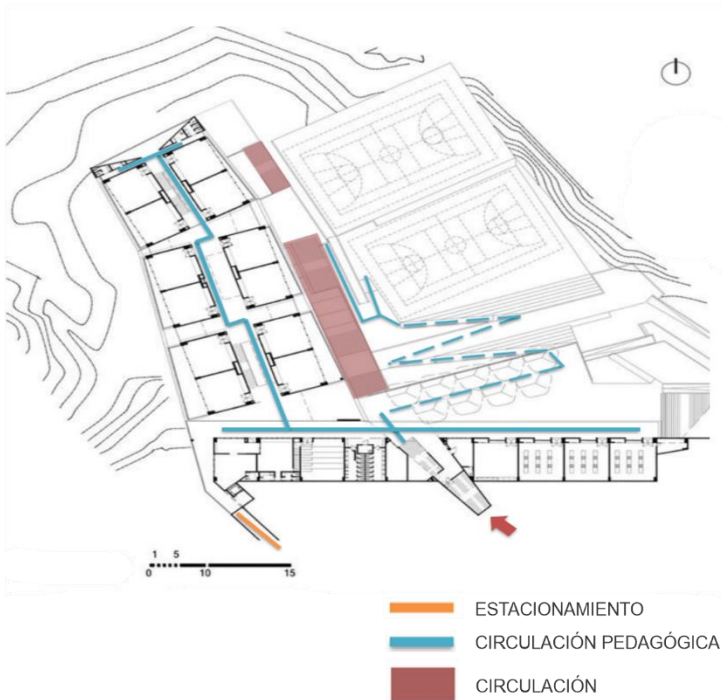 1 5
0 10 15
ESTACIONAMIENTO
CIRCULACIÓN PEDAGÓGICA
CIRCULACIÓN